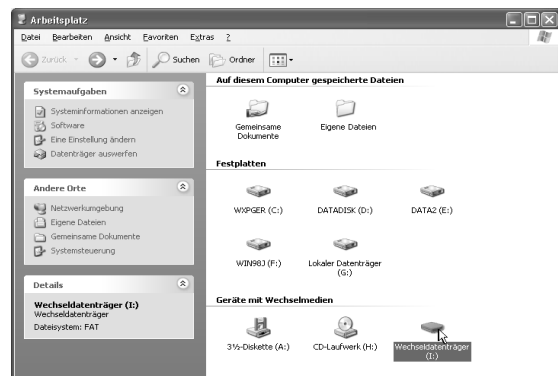 Arbeitsplatz
Datei Bearbeiten Ansicht Favoriten Extras ?
Zurück Suchen Ordner
Systemaufgaben
Systeminformationen anzeigen
Software
Eine Einstellung ändern
Datenträger auswerfen
Andere Orte
Netzwerkumgebung
Eigene Dateien
Gemeinsame Dokumente
Systemsteuerung
Details
Wechseldatenträger (I:)
Wechseldatenträger
Dateisystem: FAT
Auf diesem Computer gespeicherte Dateien
Gemeinsame Dokumente
Eigene Dateien
Festplatten
WXPGER (C:) DATADISK (D:) DATA2 (E:)
WIN98J (F:) Lokaler Datenträger (G:)
Geräte mit Wechselmedien
3½-Diskette (A:) CD-Laufwerk (H:) Wechseldatenträger (I:)